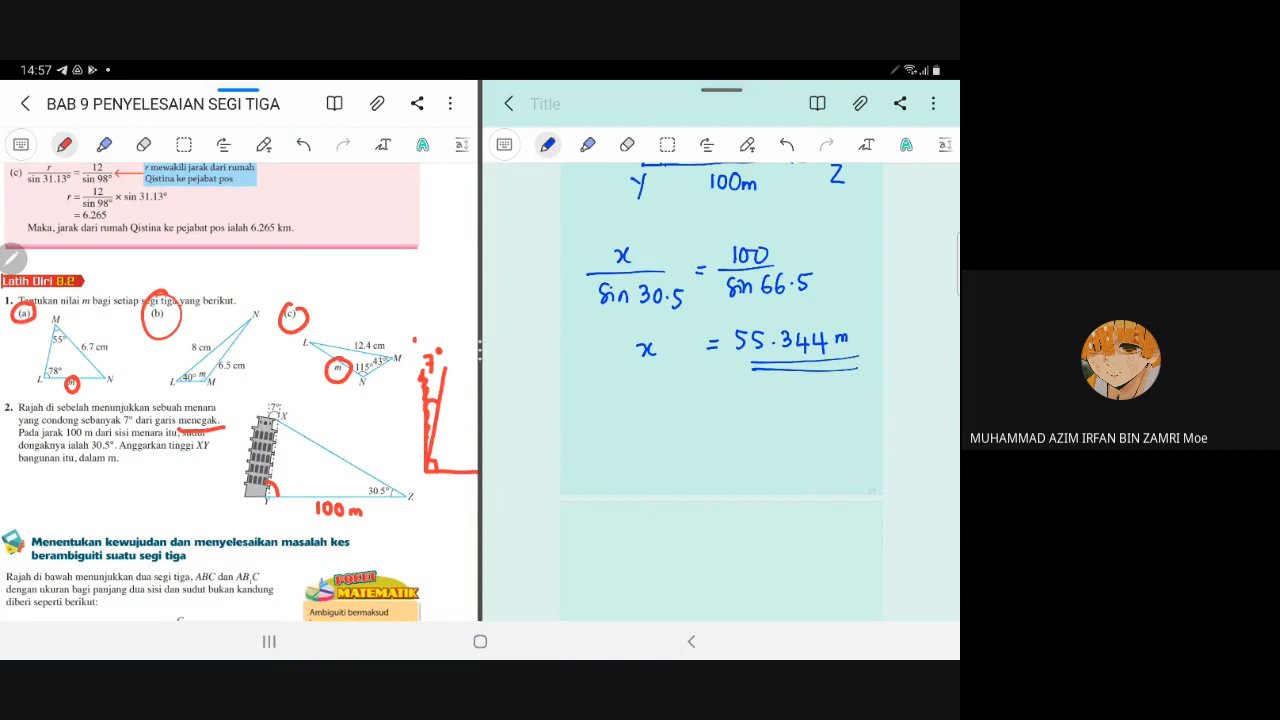 14:57
BAB 9 PENYELESAIAN SEGI TIGA
(c) r/sin 31.13° = 12/sin 98°
r mewakili jarak dari rumah
Qistina ke pejabat pos
r = 12/sin 98° × sin 31.13°
= 6.265
Maka, jarak dari rumah Qistina ke pejabat pos ialah 6.265 km.
Latih Diri 9.2
1. Tentukan nilai m bagi setiap segi tiga yang berikut.
(a)
M
55°
6.7 cm
78°
L
m
N
(b)
N
8 cm
6.5 cm
40°
m
L
M
(c)
L
12.4 cm
m
115°
43°
M
N
7°
2. Rajah di sebelah menunjukkan sebuah menara
yang condong sebanyak 7° dari garis menegak.
Pada jarak 100 m dari sisi menara itu, sudut
dongaknya ialah 30.5°. Anggarkan tinggi XY
bangunan itu, dalam m.
7°
X
30.5°
Y
Z
100 m
Menentukan kewujudan dan menyelesaikan masalah kes
berambiguiti suatu segi tiga
Rajah di bawah menunjukkan dua segi tiga, ABC dan AB₁C
dengan ukuran bagi panjang dua sisi dan sudut bukan kandung
diberi seperti berikut:
C
POKET
MATEMATIK
Ambiguiti bermaksud
Title
Y
100m
Z
x/sin 30.5 = 100/sin 66.5
x = 55.344 m
MUHAMMAD AZIM IRFAN BIN ZAMRI Moe